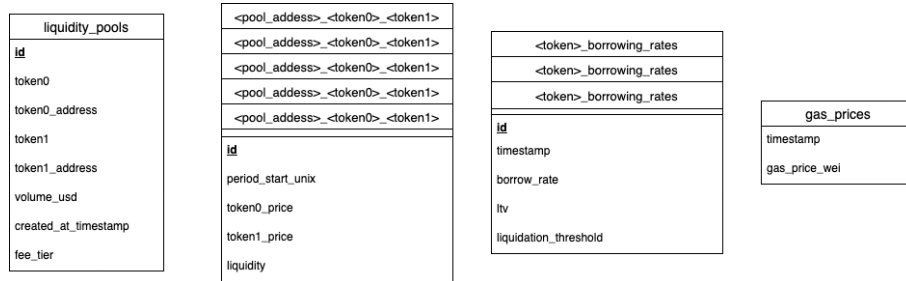 liquidity_pools
id
token0
token0_address
token1
token1_address
volume_usd
created_at_timestamp
fee_tier
<pool_addess>_<token0>_<token1>
<pool_addess>_<token0>_<token1>
<pool_addess>_<token0>_<token1>
<pool_addess>_<token0>_<token1>
<pool_addess>_<token0>_<token1>
id
period_start_unix
token0_price
token1_price
liquidity
<token>_borrowing_rates
<token>_borrowing_rates
<token>_borrowing_rates
id
timestamp
borrow_rate
ltv
liquidation_threshold
gas_prices
timestamp
gas_price_wei